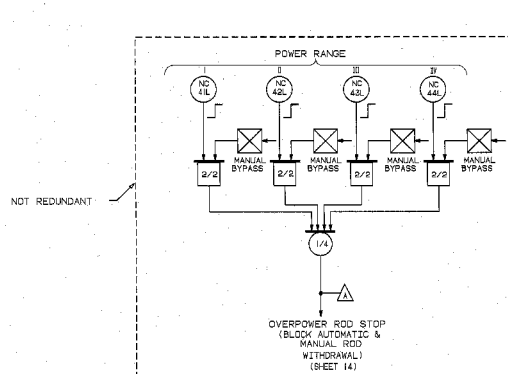 POWER RANGE
I II III IV
NC 41L NC 42L NC 43L NC 44L
MANUAL BYPASS MANUAL BYPASS MANUAL BYPASS MANUAL BYPASS
2/2 2/2 2/2 2/2
NOT REDUNDANT
1/4
A
OVERPOWER ROD STOP
(BLOCK AUTOMATIC &
MANUAL ROD
WITHDRAWAL)
(SHEET 14)